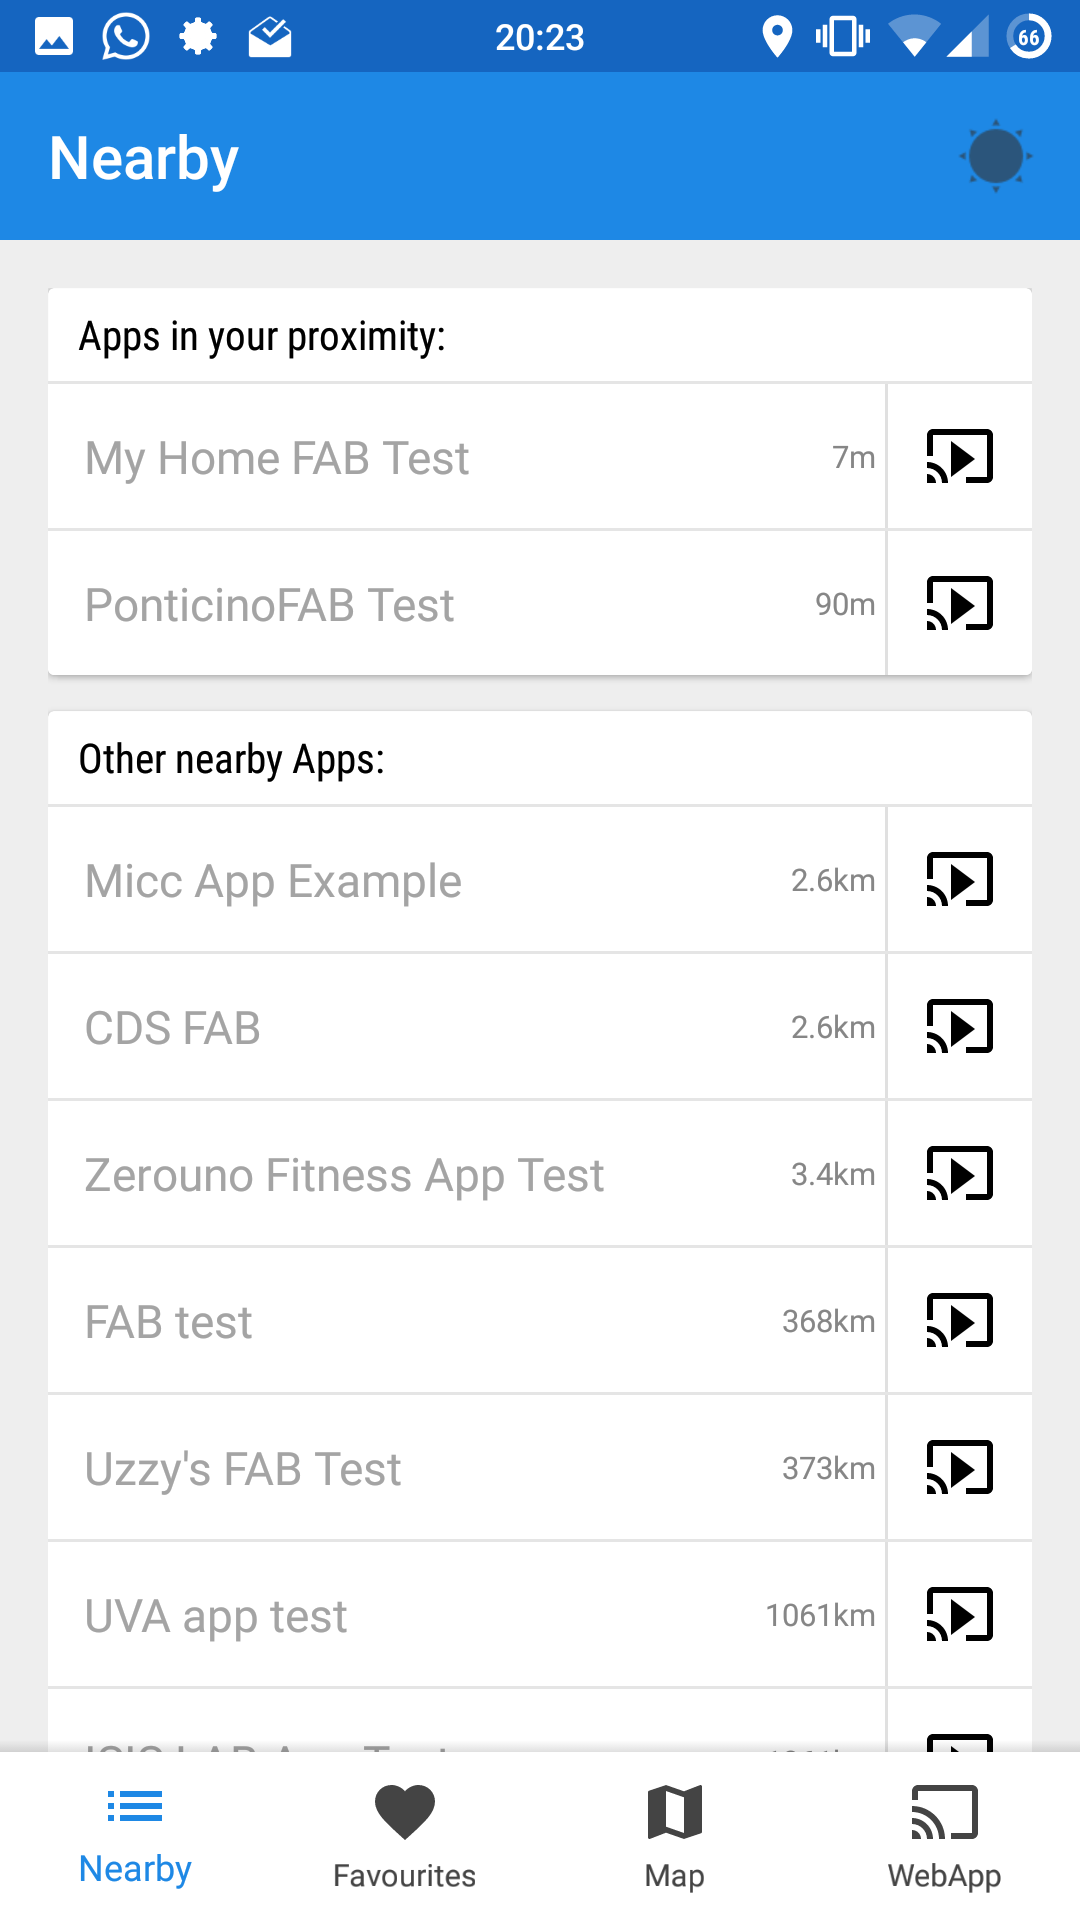 20:23
66
Nearby
Apps in your proximity:
My Home FAB Test 7m
PonticinoFAB Test 90m
Other nearby Apps:
Micc App Example 2.6km
CDS FAB 2.6km
Zerouno Fitness App Test 3.4km
FAB test 368km
Uzzy's FAB Test 373km
UVA app test 1061km
Nearby Favourites Map WebApp